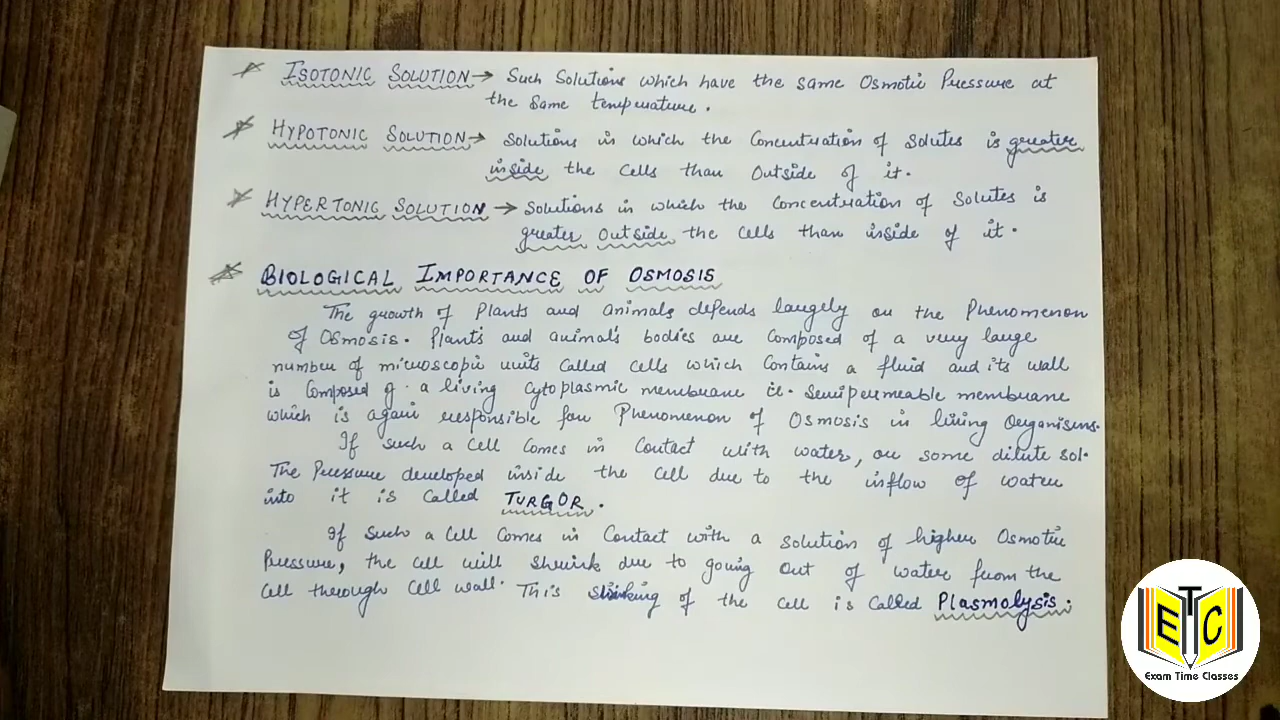 ISOTONIC SOLUTION → Such Solutions which have the same Osmotic Pressure at
the Same temperature.
HYPOTONIC SOLUTION → Solutions in which the Concentration of Solutes is greater
inside the Cells than Outside of it.
HYPERTONIC SOLUTION → Solutions in which the Concentration of Solutes is
greater Outside the Cells than inside of it.
BIOLOGICAL IMPORTANCE OF OSMOSIS
The growth of Plants and animals depends largely on the Phenomenon
Of Osmosis. Plants and animal's bodies are Composed of a very large
number of microscopic units Called Cells which Contains a fluid and its wall
is Composed of a living Cytoplasmic membrane ie. Semipermeable membrane
which is again responsible for Phenomenon of Osmosis in living Organisms.
If such a Cell Comes in Contact with water, or some dilute sol.
The Pressure developed inside the Cell due to the inflow of water
into it is Called TURGOR.
If Such a Cell Comes in Contact with a Solution of higher Osmotic
Pressure, the Cell will Shrink due to going Out of water from the
Cell through Cell wall. This of the Cell is Called Plasmolysis.
ETC
Exam Time Classes